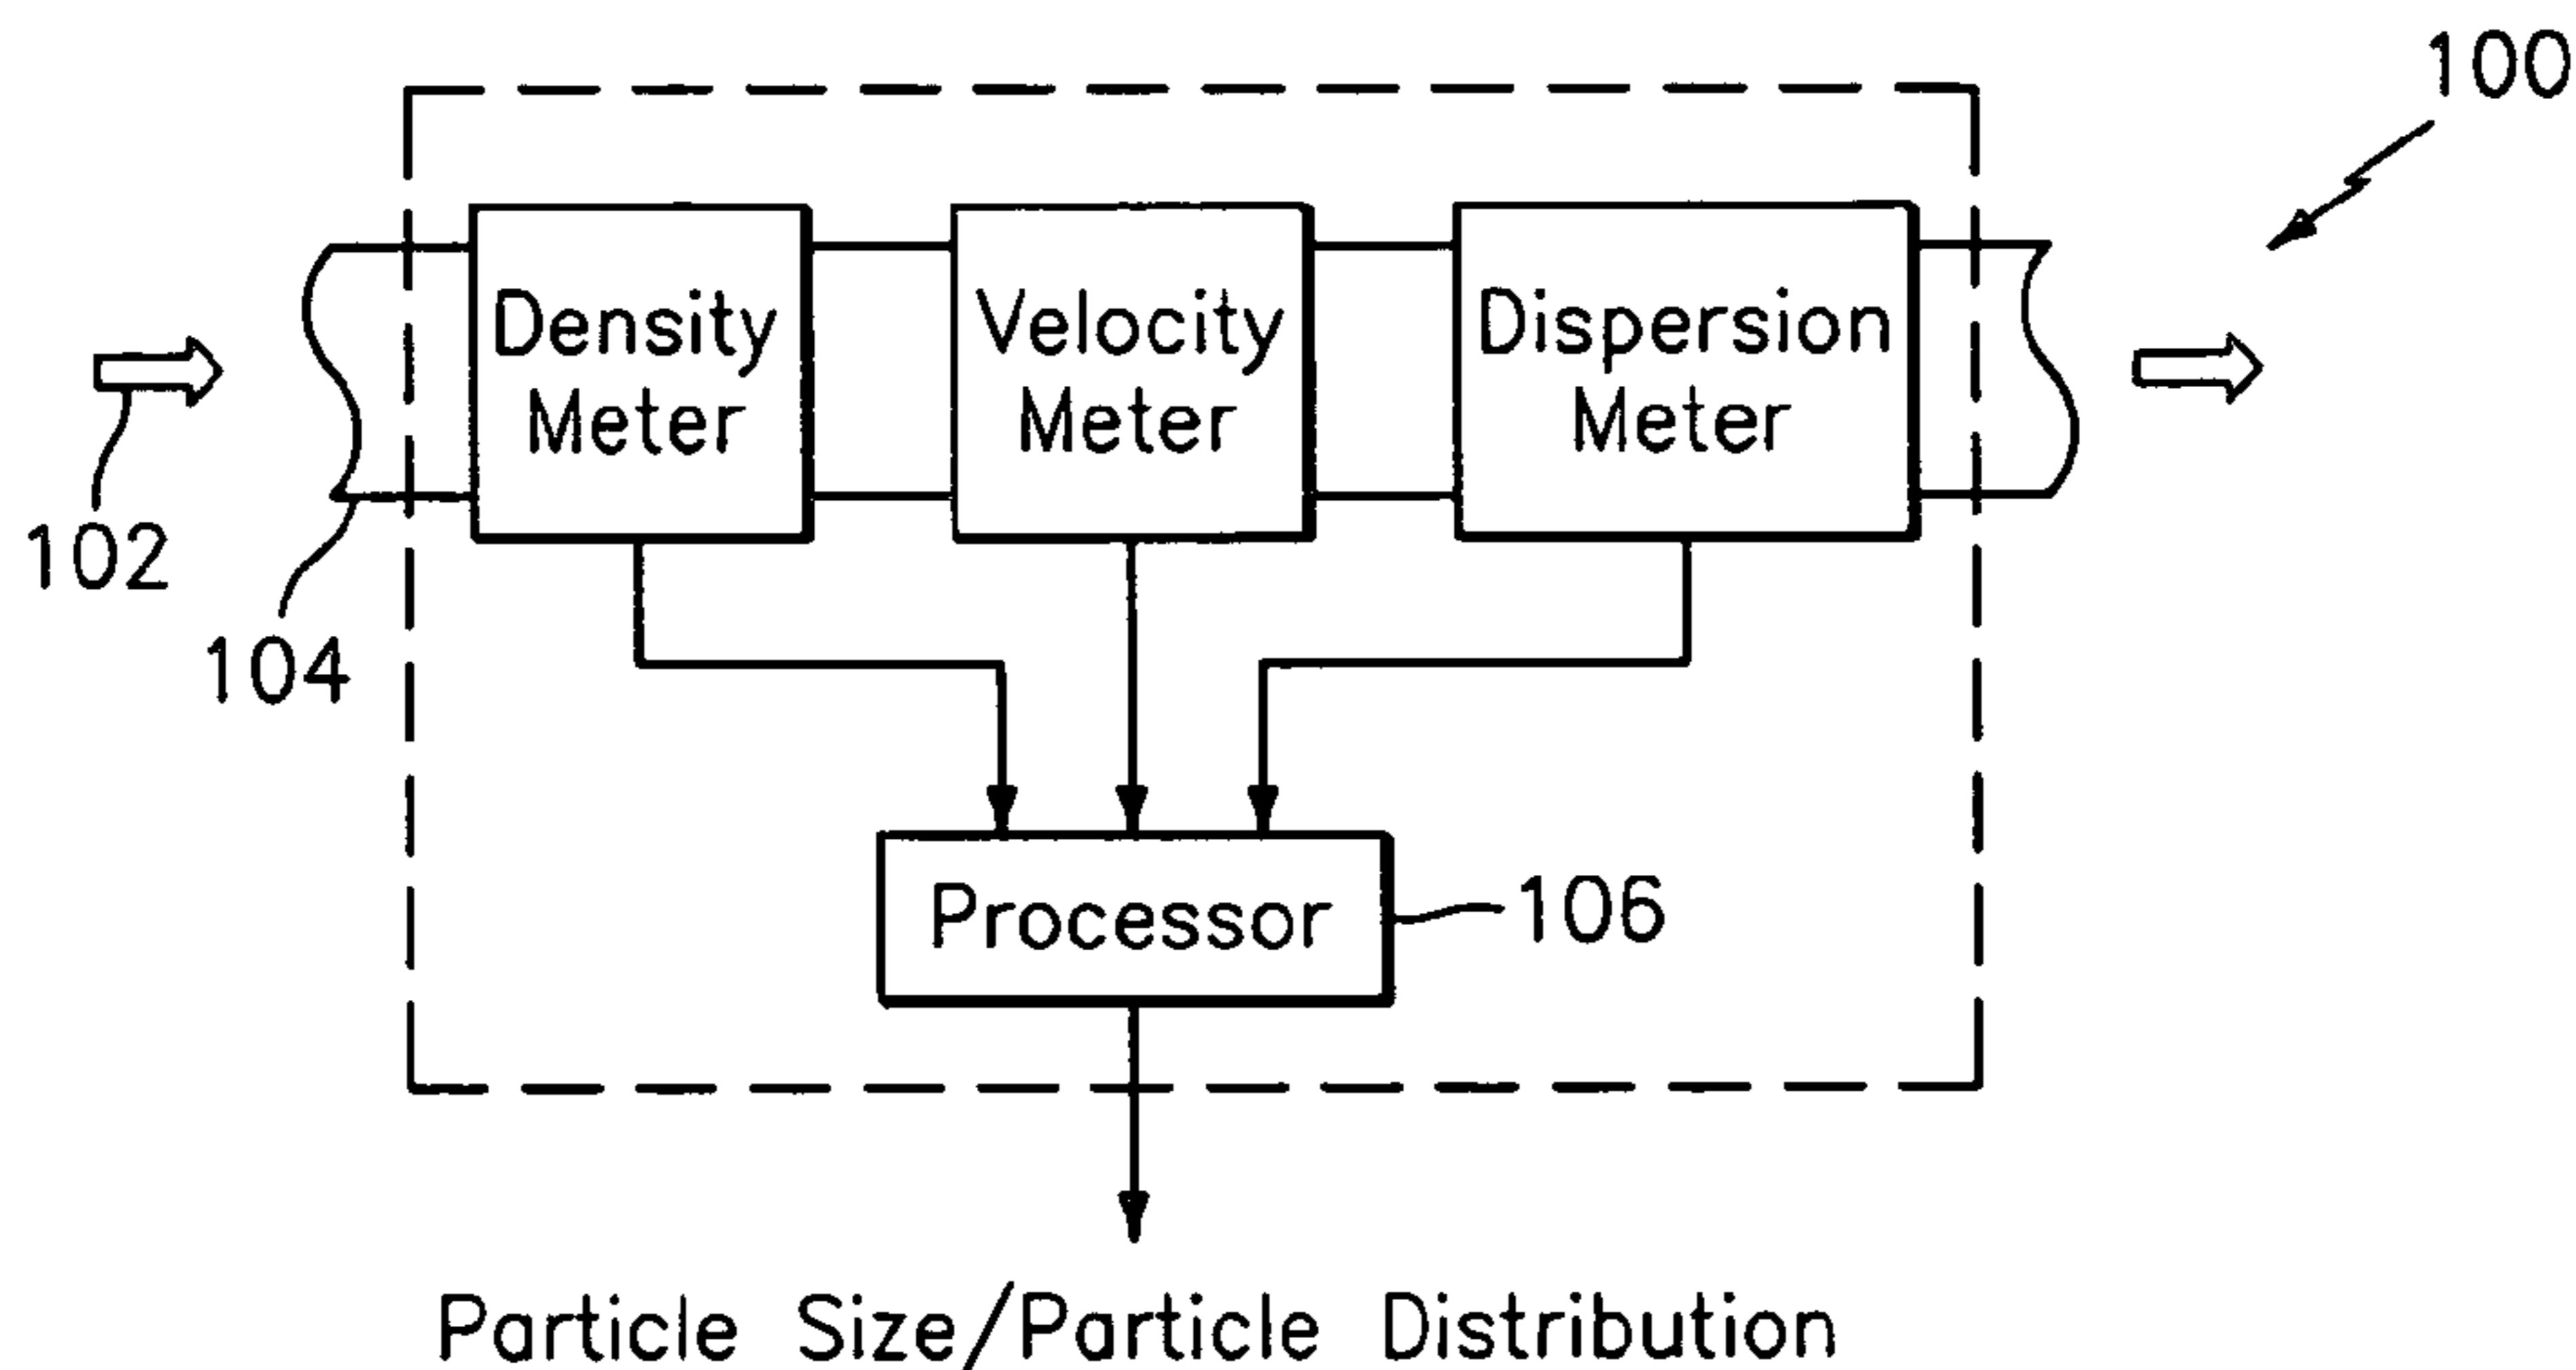 100
Density
Meter
Velocity
Meter
Dispersion
Meter
102
104
Processor
106
Particle Size/Particle Distribution